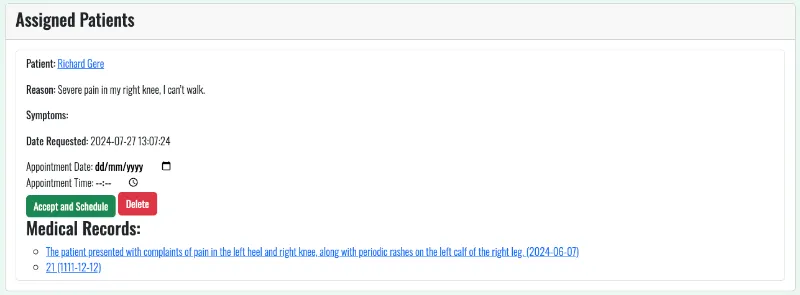 Assigned Patients
Patient: Richard Gere
Reason: Severe pain in my right knee, I can't walk.
Symptoms:
Date Requested: 2024-07-27 13:07:24
Appointment Date: dd/mm/yyyy
Appointment Time: --:--
Accept and Schedule Delete
Medical Records:
The patient presented with complaints of pain in the left heel and right knee, along with periodic rashes on the left calf of the right leg. (2024-06-07)
21 (1111-12-12)